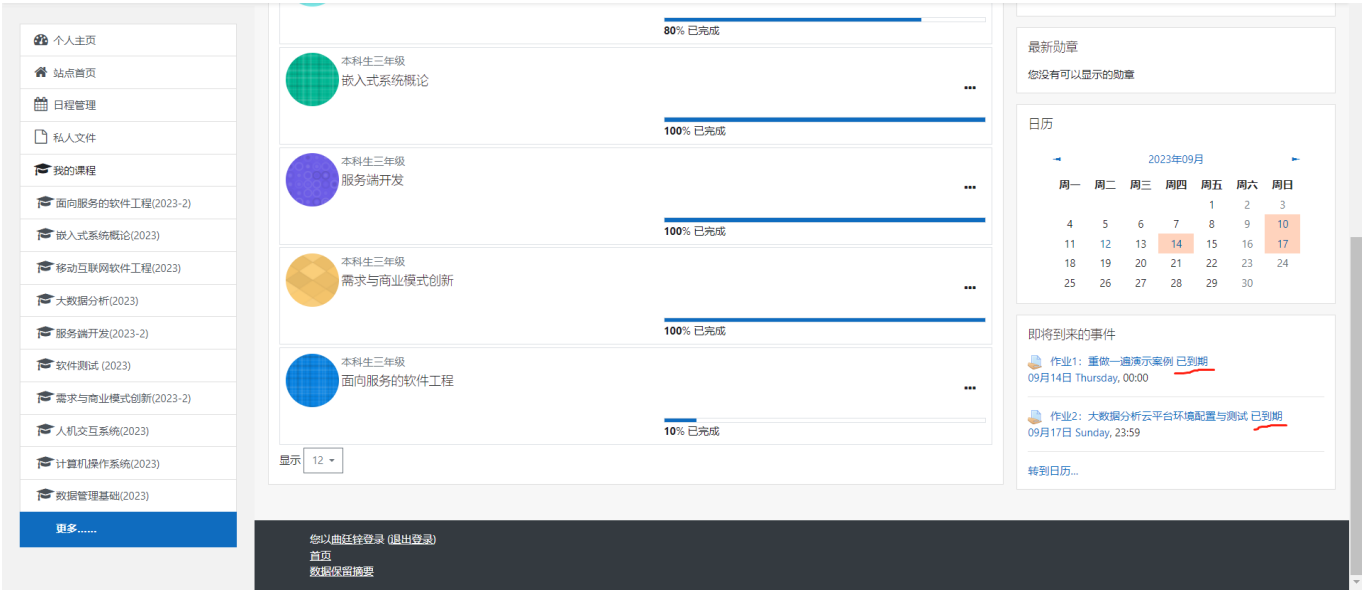 个人主页
站点首页
日程管理
私人文件
我的课程
面向服务的软件工程(2023-2)
嵌入式系统概论(2023)
移动互联网软件工程(2023)
大数据分析(2023)
服务端开发(2023-2)
软件测试 (2023)
需求与商业模式创新(2023-2)
人机交互系统(2023)
计算机操作系统(2023)
数据管理基础(2023)
更多……
80% 已完成
本科生三年级
嵌入式系统概论
100% 已完成
本科生三年级
服务端开发
100% 已完成
本科生三年级
需求与商业模式创新
100% 已完成
本科生三年级
面向服务的软件工程
10% 已完成
显示 12
最新勋章
您没有可以显示的勋章
日历
◄ 2023年09月 ►
周一 周二 周三 周四 周五 周六 周日
1 2 3
4 5 6 7 8 9 10
11 12 13 14 15 16 17
18 19 20 21 22 23 24
25 26 27 28 29 30
即将到来的事件
作业1：重做一遍演示案例 已到期
09月14日 Thursday, 00:00
作业2：大数据分析云平台环境配置与测试 已到期
09月17日 Sunday, 23:59
转到日历...
您以曲廷锌登录 (退出登录)
首页
数据保留摘要